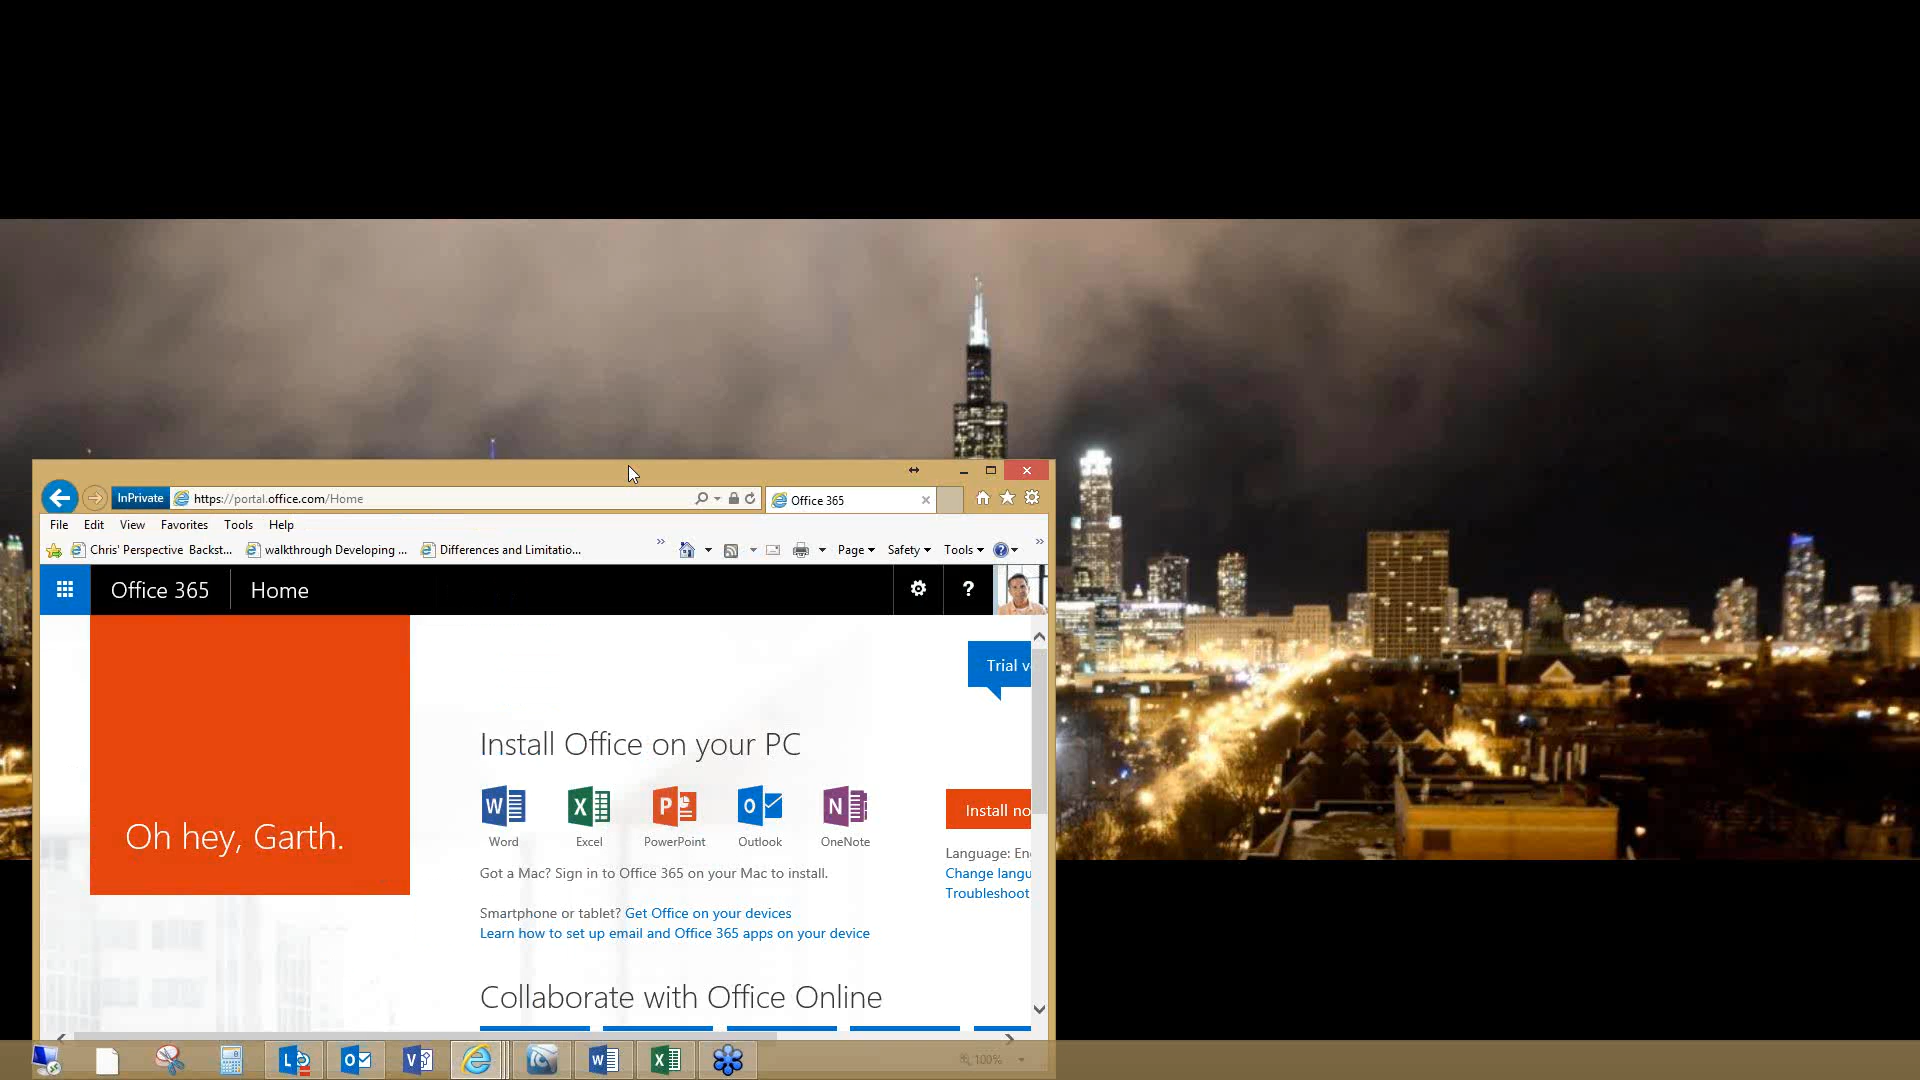 InPrivate https://portal.office.com/Home Office 365
File Edit View Favorites Tools Help
Chris' Perspective Backst... walkthrough Developing ... Differences and Limitatio... Page Safety Tools
Office 365 Home ?
Trial v
Install Office on your PC
Word Excel PowerPoint Outlook OneNote
Install no
Oh hey, Garth.
Got a Mac? Sign in to Office 365 on your Mac to install.
Language: En
Change langu
Troubleshoot
Smartphone or tablet? Get Office on your devices
Learn how to set up email and Office 365 apps on your device
Collaborate with Office Online
100%